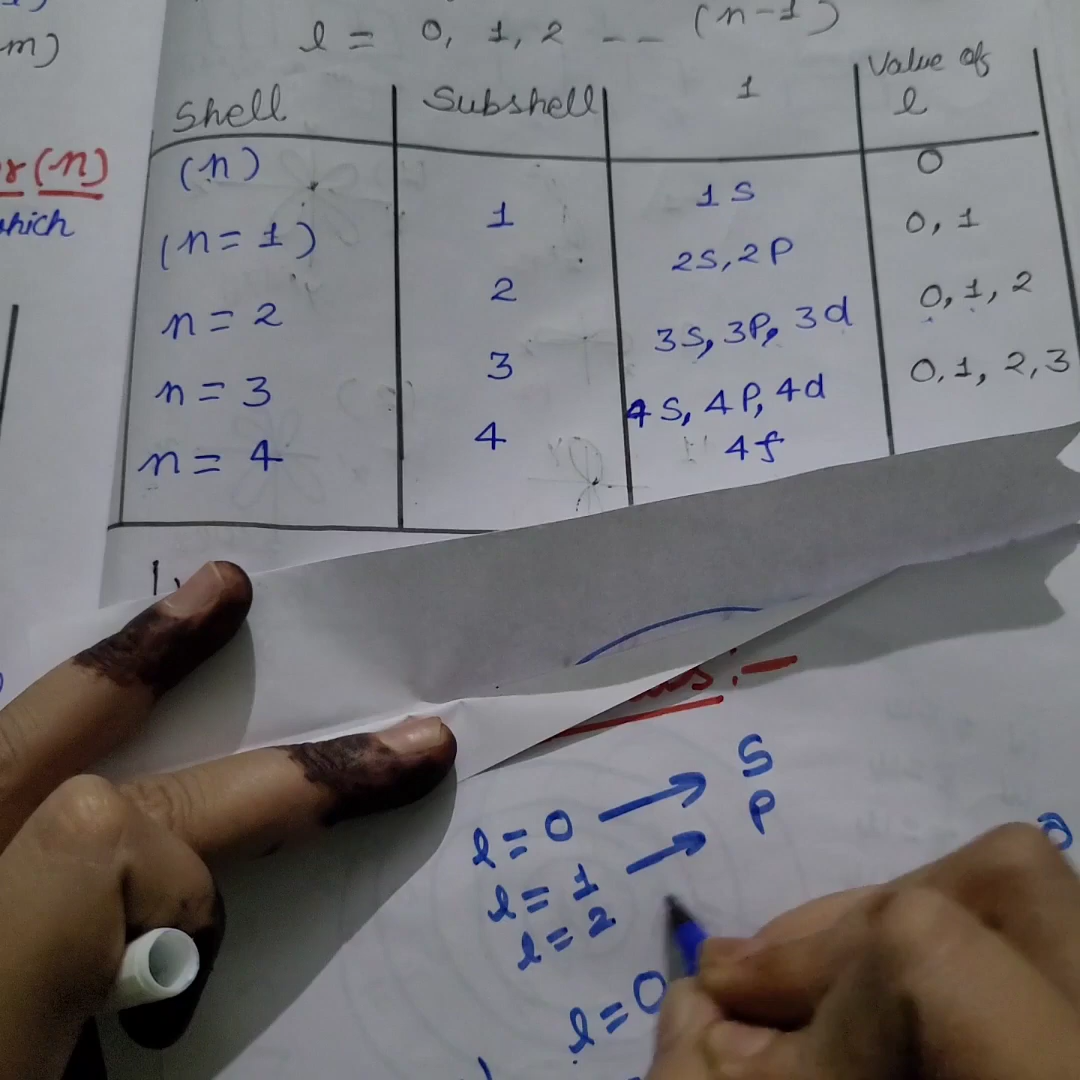 m)
l = 0, 1, 2 -- (n-1)
Shell Subshell 1 Value of l
(n) 0
r (n)
which
1 1s 0, 1
(n = 1)
2 2s, 2P 0, 1, 2
n = 2
3 3s, 3P, 3d 0, 1, 2, 3
n = 3
4 4s, 4P, 4d
n = 4
4f
:-
l = 0 → S
l = 1 → P
l = 2
l = 0